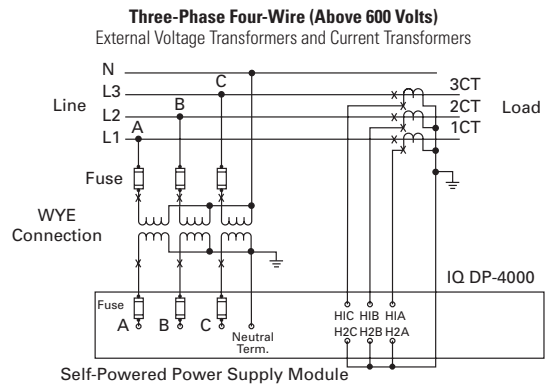 Three-Phase Four-Wire (Above 600 Volts)
External Voltage Transformers and Current Transformers
N
L3
C
3CT
Line
B
L2
2CT
Load
A
L1
1CT
Fuse
WYE
Connection
IQ DP-4000
Fuse
HIC HIB HIA
A B C
H2C H2B H2A
Neutral
Term.
Self-Powered Power Supply Module